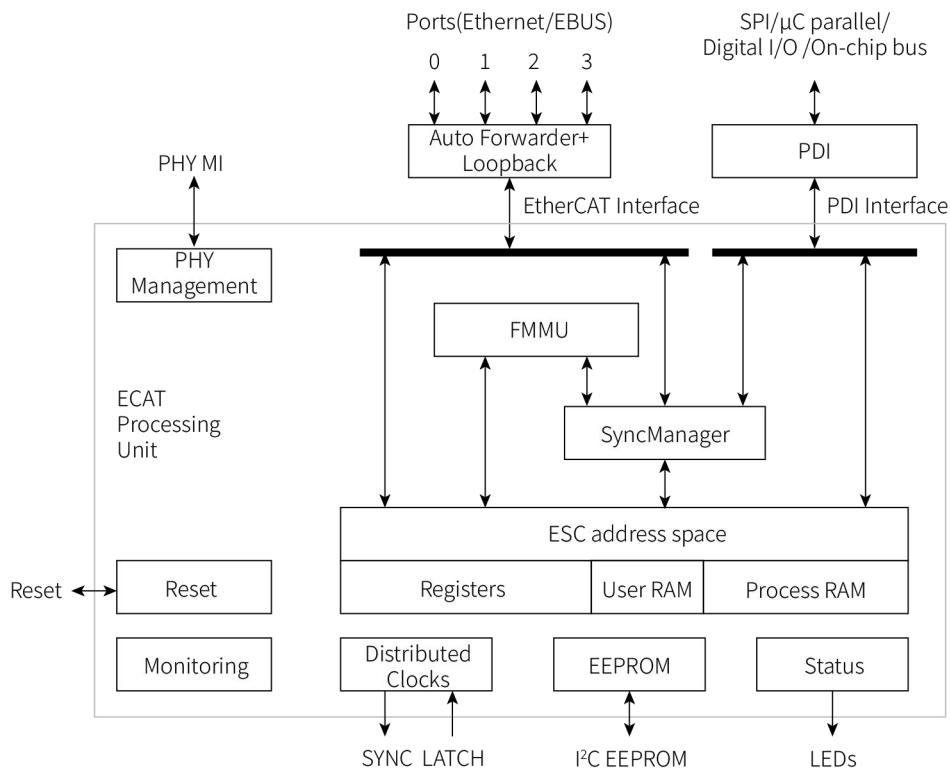 Ports(Ethernet/EBUS)
0 1 2 3
SPI/μC parallel/
Digital I/O /On-chip bus
Auto Forwarder+
Loopback
PDI
PHY MI
EtherCAT Interface
PDI Interface
PHY
Management
FMMU
ECAT
Processing
Unit
SyncManager
ESC address space
Reset
Reset
Registers
User RAM
Process RAM
Monitoring
Distributed
Clocks
EEPROM
Status
SYNC LATCH
I²C EEPROM
LEDs